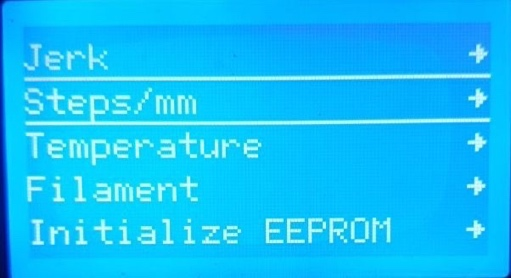 Jerk →
Steps/mm →
Temperature →
Filament →
Initialize EEPROM →